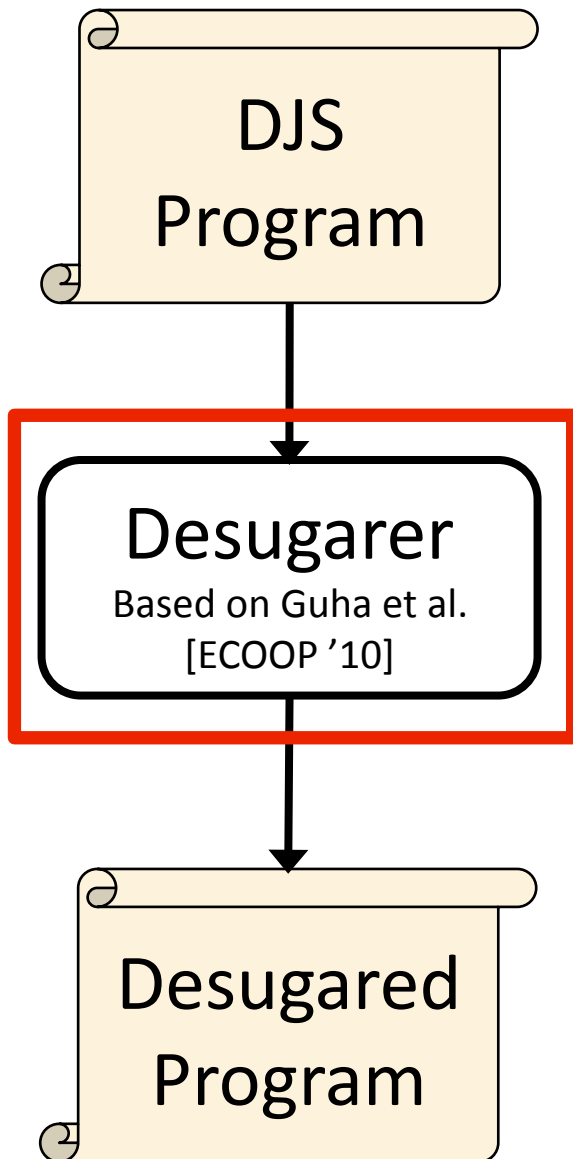 DJS
Program
Desugarer
Based on Guha et al.
[ECOOP ’10]
Desugared
Program